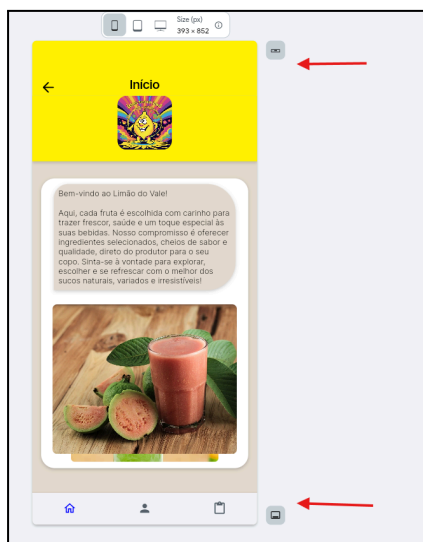 Size (px)
393 × 852
Início
Bem-vindo ao Limão do Vale!
Aqui, cada fruta é escolhida com carinho para
trazer frescor, saúde e um toque especial às
suas bebidas. Nosso compromisso é oferecer
ingredientes selecionados, cheios de sabor e
qualidade, direto do produtor para o seu
copo. Sinta-se à vontade para explorar,
escolher e se refrescar com o melhor dos
sucos naturais, variados e irresistíveis!